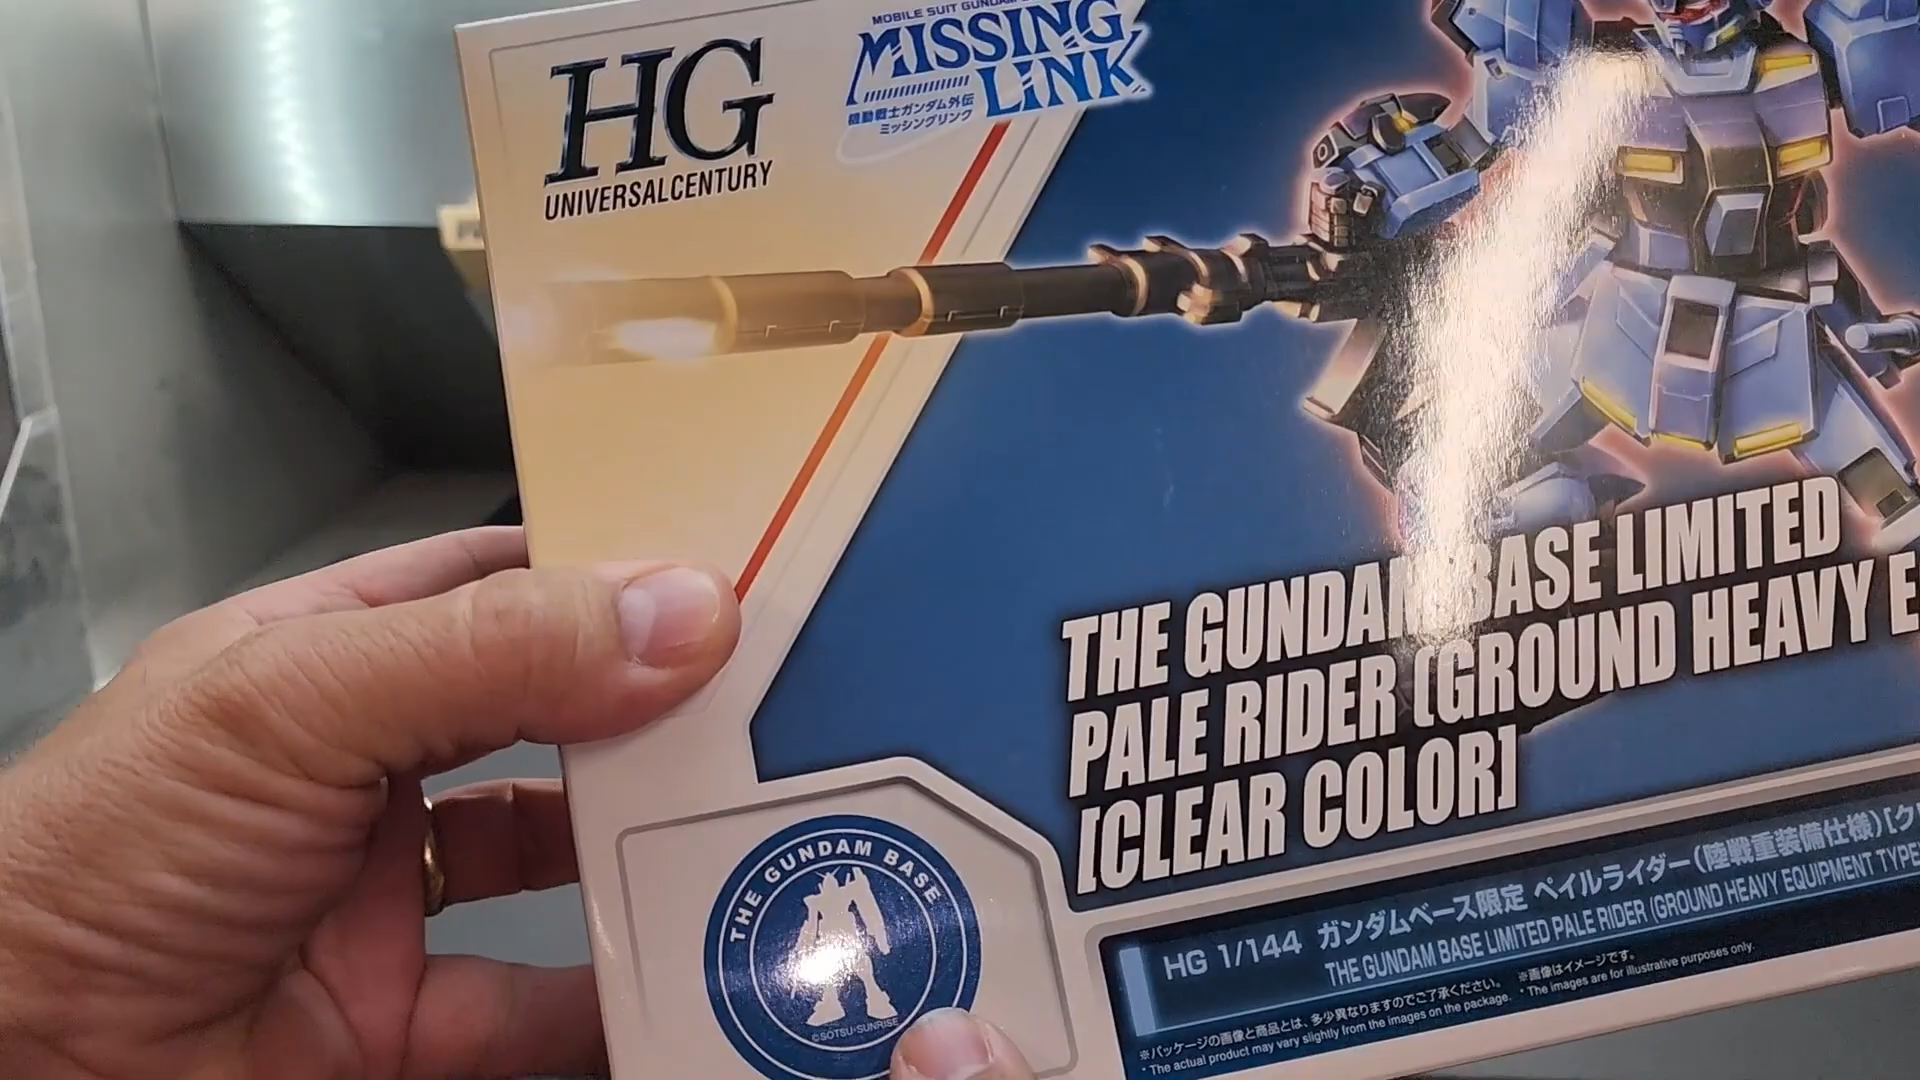 HG
UNIVERSAL CENTURY
MOBILE SUIT GUNDAM
MISSING
LINK
機動戦士ガンダム外伝
ミッシングリンク
THE GUNDAM BASE LIMITED
PALE RIDER (GROUND HEAVY E
[CLEAR COLOR]
THE GUNDAM BASE
©SOTSU・SUNRISE
HG 1/144 ガンダムベース限定 ペイルライダー(陸戦重装備仕様)[ク
THE GUNDAM BASE LIMITED PALE RIDER (GROUND HEAVY EQUIPMENT TYPE
※パッケージの画像と商品とは、多少異なりますのでご了承ください。 ※画像はイメージです。
* The actual product may vary slightly from the images on the package. * The images are for illustrative purposes only.